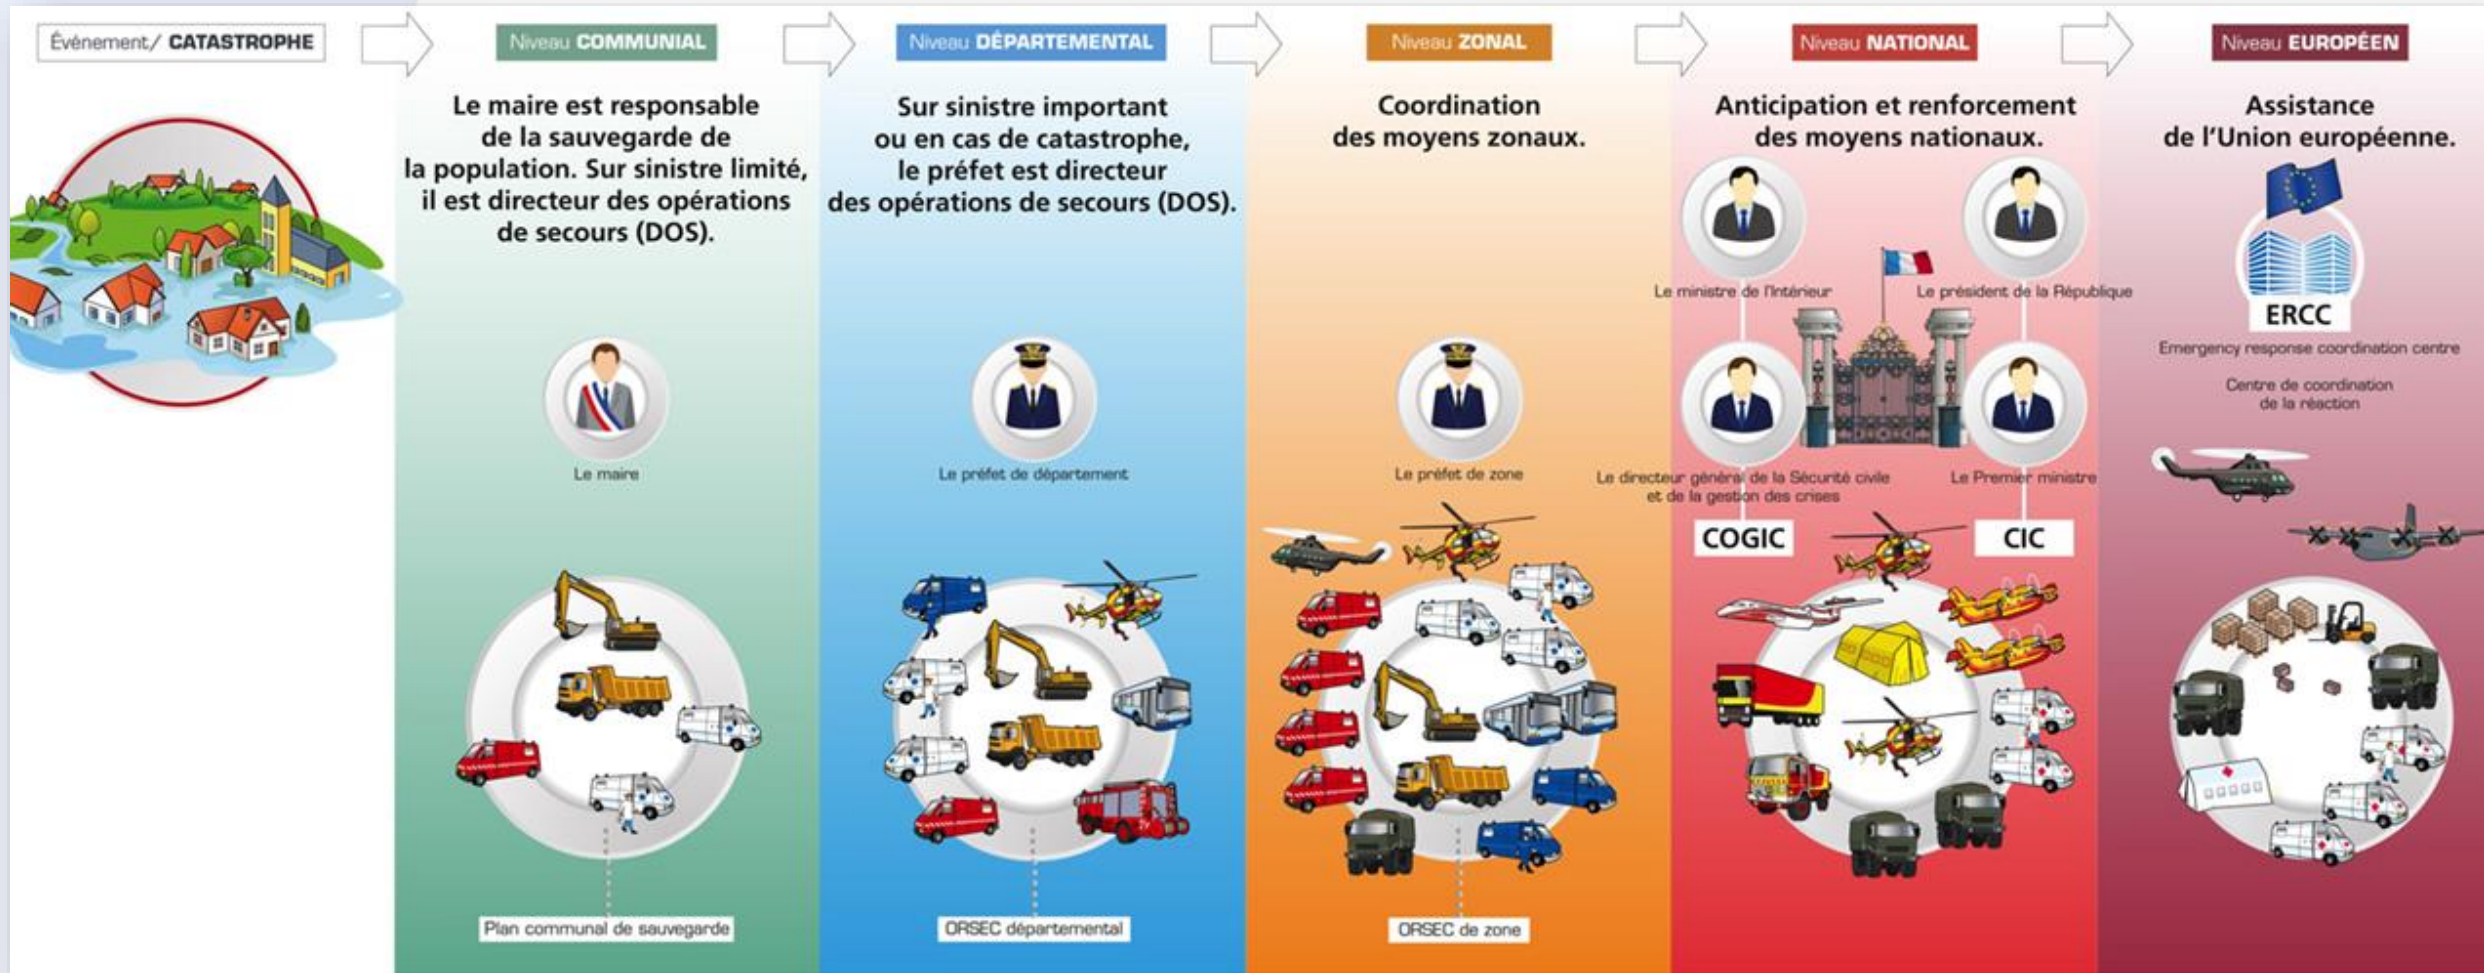 Événement/ CATASTROPHE
Niveau COMMUNIAL
Le maire est responsable
de la sauvegarde de
la population. Sur sinistre limité,
il est directeur des opérations
de secours (DOS).
Le maire
Plan communal de sauvegarde
Niveau DÉPARTEMENTAL
Sur sinistre important
ou en cas de catastrophe,
le préfet est directeur
des opérations de secours (DOS).
Le préfet de département
ORSEC départemental
Niveau ZONAL
Coordination
des moyens zonaux.
Le préfet de zone
ORSEC de zone
Niveau NATIONAL
Anticipation et renforcement
des moyens nationaux.
Le ministre de l'Intérieur
Le président de la République
Le directeur général de la Sécurité civile
et de la gestion des crises
Le Premier ministre
COGIC
CIC
Niveau EUROPÉEN
Assistance
de l'Union européenne.
ERCC
Emergency response coordination centre
Centre de coordination
de la réaction